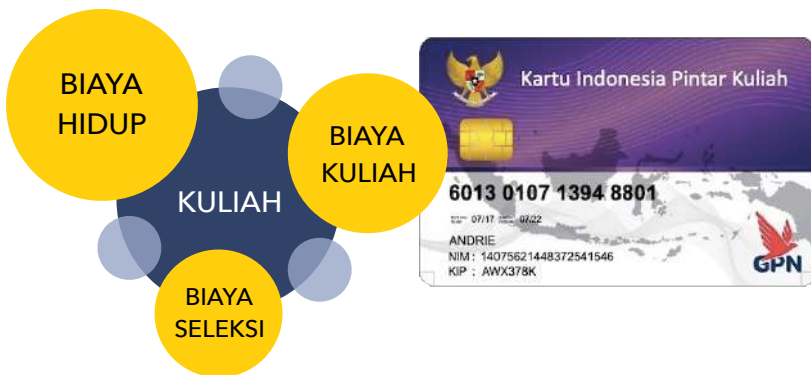 BIAYA
HIDUP
BIAYA
KULIAH
KULIAH
BIAYA
SELEKSI
Kartu Indonesia Pintar Kuliah
6013 0107 1394 8801
07/17 07/22
ANDRIE
NIM : 14075621448372541546
KIP : AWX378K
GPN